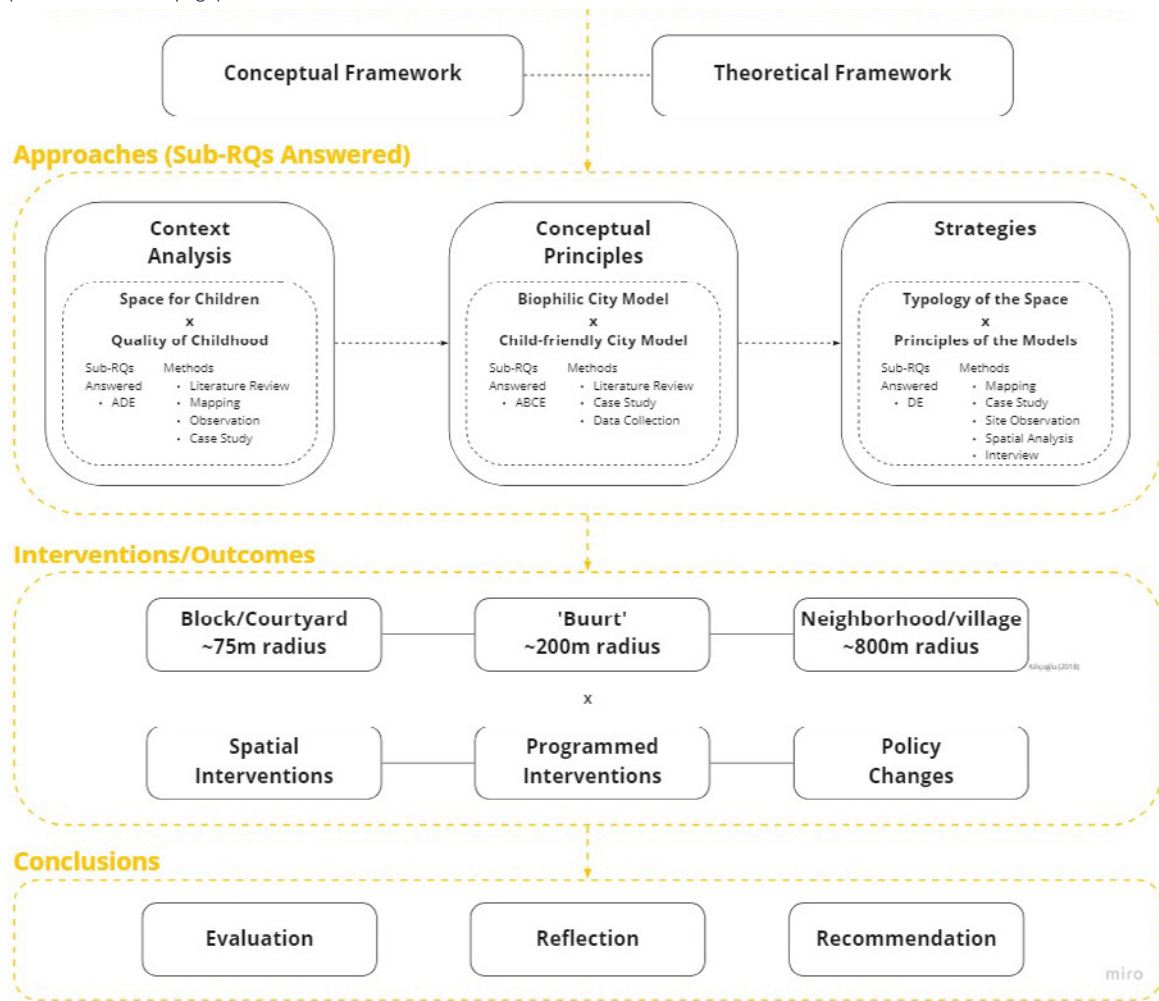 Conceptual Framework
Theoretical Framework
Approaches (Sub-RQs Answered)
Context
Analysis
Space for Children
x
Quality of Childhood
Sub-RQs
Answered
• ADE
Methods
• Literature Review
• Mapping
• Observation
• Case Study
Conceptual
Principles
Biophilic City Model
x
Child-friendly City Model
Sub-RQs
Answered
• ABCE
Methods
• Literature Review
• Case Study
• Data Collection
Strategies
Typology of the Space
x
Principles of the Models
Sub-RQs
Answered
• DE
Methods
• Mapping
• Case Study
• Site Observation
• Spatial Analysis
• Interview
Interventions/Outcomes
Block/Courtyard
~75m radius
'Buurt'
~200m radius
Neighborhood/village
~800m radius
(2018)
x
Spatial
Interventions
Programmed
Interventions
Policy
Changes
Conclusions
Evaluation
Reflection
Recommendation
miro